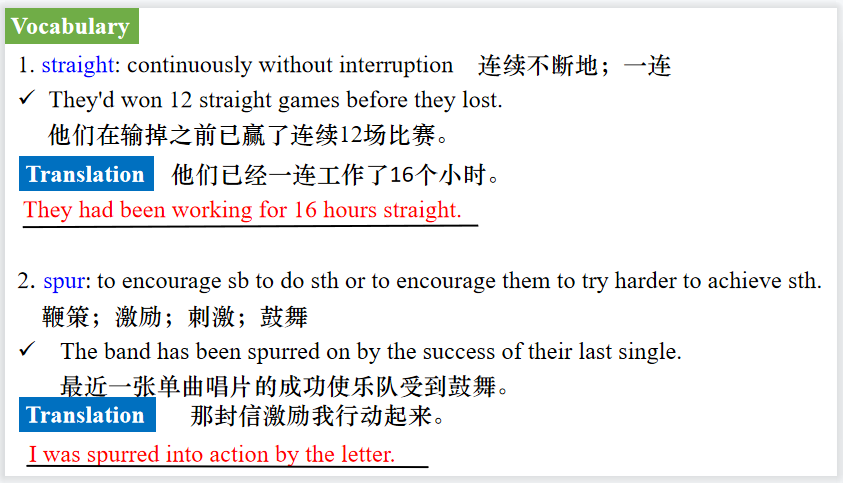 Vocabulary
1. straight: continuously without interruption 连续不断地；一连
✓ They'd won 12 straight games before they lost.
他们在输掉之前已赢了连续12场比赛。
Translation 他们已经一连工作了16个小时。
They had been working for 16 hours straight.
2. spur: to encourage sb to do sth or to encourage them to try harder to achieve sth.
鞭策；激励；刺激；鼓舞
✓ The band has been spurred on by the success of their last single.
最近一张单曲唱片的成功使乐队受到鼓舞。
Translation 那封信激励我行动起来。
I was spurred into action by the letter.